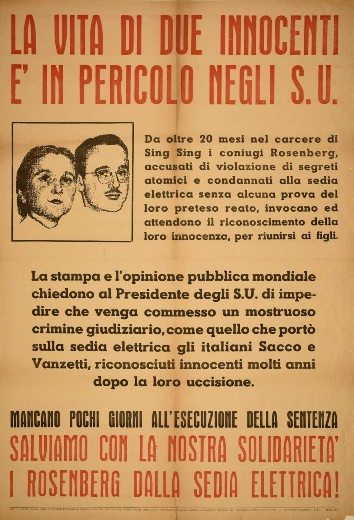 LA VITA DI DUE INNOCENTI
E' IN PERICOLO NEGLI S.U.
Da oltre 20 mesi nel carcere di
Sing Sing i coniugi Rosenberg,
accusati di violazione di segreti
atomici e condannati alla sedia
elettrica senza alcuna prova del
loro preteso reato, invocano ed
attendono il riconoscimento della
loro innocenza, per riunirsi ai figli.
La stampa e l'opinione pubblica mondiale
chiedono al Presidente degli S.U. di impe-
dire che venga commesso un mostruoso
crimine giudiziario, come quello che portò
sulla sedia elettrica gli italiani Sacco e
Vanzetti, riconosciuti innocenti molti anni
dopo la loro uccisione.
MANCANO POCHI GIORNI ALL'ESECUZIONE DELLA SENTENZA
SALVIAMO CON LA NOSTRA SOLIDARIETA'
I ROSENBERG DALLA SEDIA ELETTRICA!